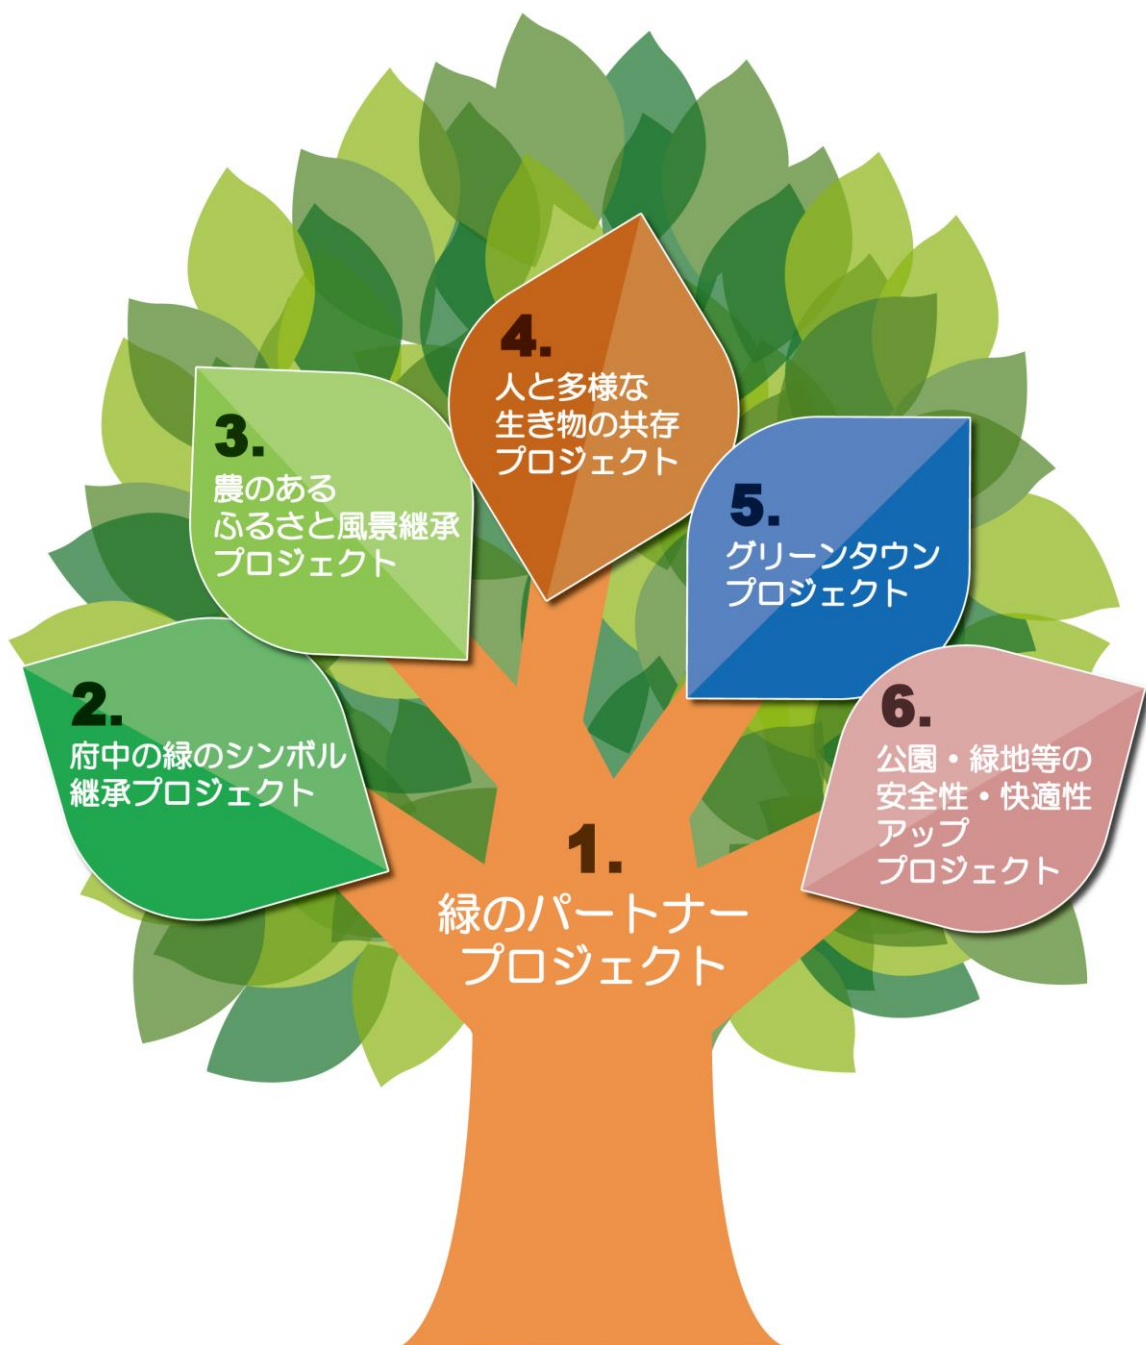 1.
緑のパートナー
プロジェクト
2.
府中の緑のシンボル
継承プロジェクト
3.
農のある
ふるさと風景継承
プロジェクト
4.
人と多様な
生き物の共存
プロジェクト
5.
グリーンタウン
プロジェクト
6.
公園・緑地等の
安全性・快適性
アップ
プロジェクト